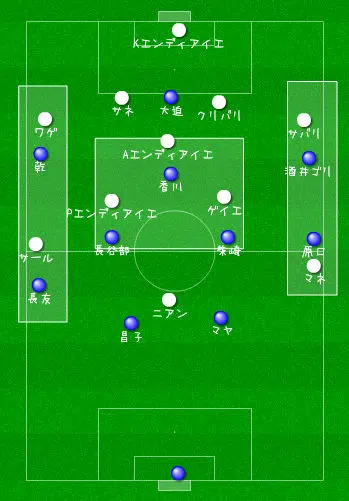 Kエンディアイエ
サネ
大迫
クリバリ
ワゲ
サバリ
Aエンディアイエ
乾
酒井ゴリ
香川
Pエンディアイエ
ゲイエ
長谷部
柴崎
原口
サール
マネ
長友
ニアン
昌子
マヤ